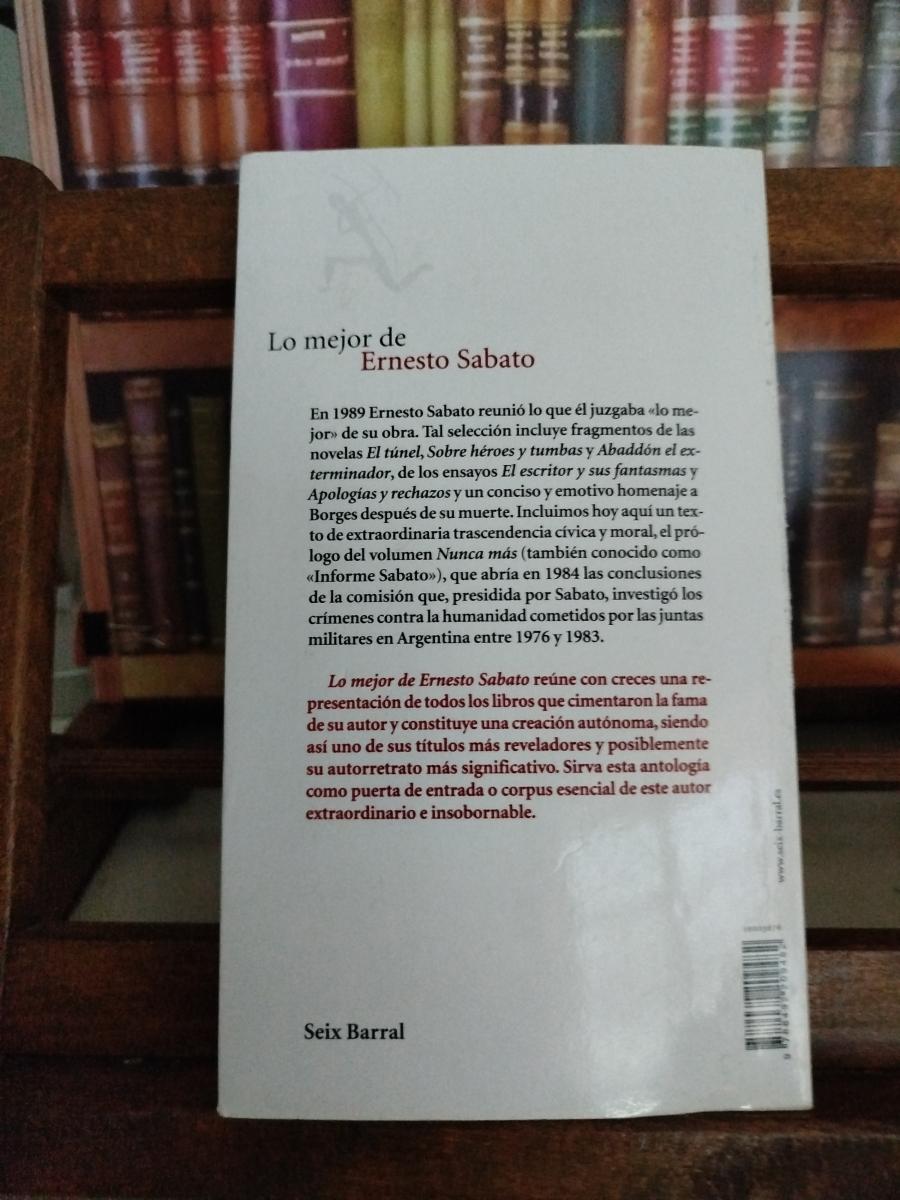 Lo mejor de
Ernesto Sabato
En 1989 Ernesto Sabato reunió lo que él juzgaba «lo me-
jor» de su obra. Tal selección incluye fragmentos de las
novelas El túnel, Sobre héroes y tumbas y Abaddón el ex-
terminador, de los ensayos El escritor y sus fantasmas y
Apologías y rechazos y un conciso y emotivo homenaje a
Borges después de su muerte. Incluimos hoy aquí un tex-
to de extraordinaria trascendencia cívica y moral, el pró-
logo del volumen Nunca más (también conocido como
«Informe Sabato»), que abría en 1984 las conclusiones
de la comisión que, presidida por Sabato, investigó los
crímenes contra la humanidad cometidos por las juntas
militares en Argentina entre 1976 y 1983.
Lo mejor de Ernesto Sabato reúne con creces una re-
presentación de todos los libros que cimentaron la fama
de su autor y constituye una creación autónoma, siendo
así uno de sus títulos más reveladores y posiblemente
su autorretrato más significativo. Sirva esta antología
como puerta de entrada o corpus esencial de este autor
extraordinario e insobornable.
www.seix-barral.es
Seix Barral